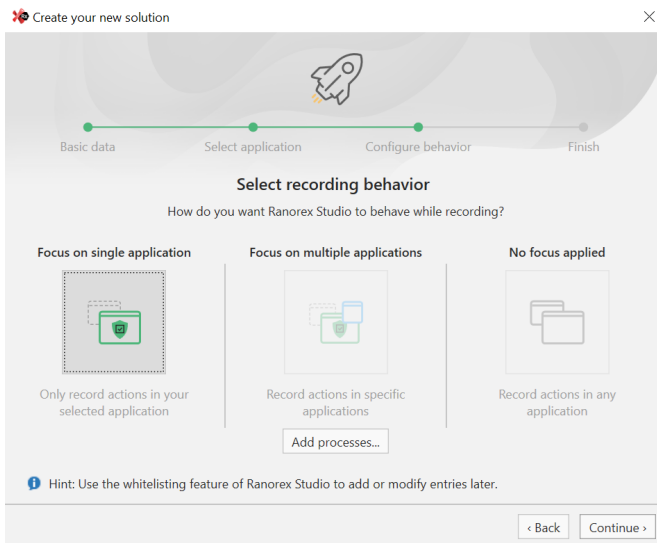 Create your new solution
Basic data
Select application
Configure behavior
Finish
Select recording behavior
How do you want Ranorex Studio to behave while recording?
Focus on single application
Focus on multiple applications
No focus applied
Only record actions in your
selected application
Record actions in specific
applications
Record actions in any
application
Add processes...
Hint: Use the whitelisting feature of Ranorex Studio to add or modify entries later.
‹ Back
Continue ›